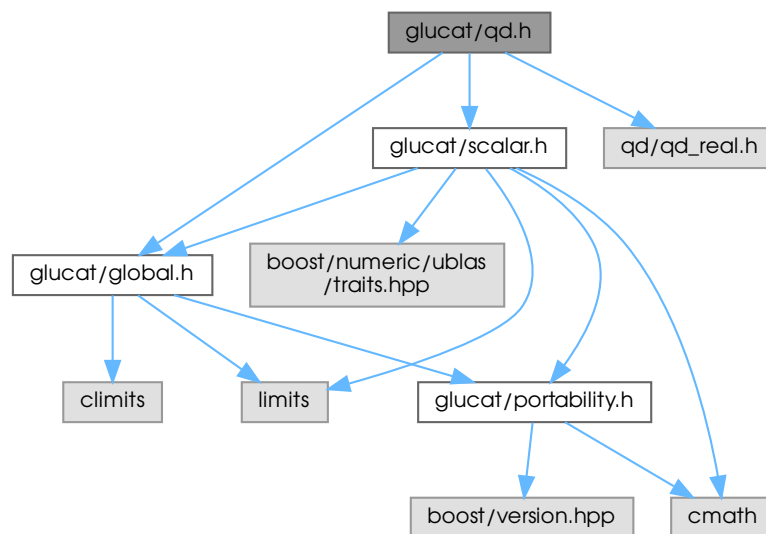 glucat/qd.h
glucat/scalar.h
qd/qd_real.h
glucat/global.h
boost/numeric/ublas
/traits.hpp
climits
limits
glucat/portability.h
boost/version.hpp
cmath